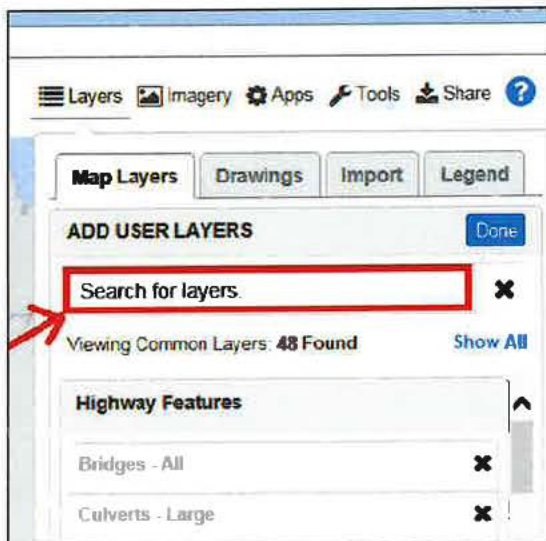 Layers Imagery Apps Tools Share ?
Map Layers Drawings Import Legend
ADD USER LAYERS Done
Search for layers.
Viewing Common Layers: 48 Found Show All
Highway Features
Bridges - All
Culverts - Large